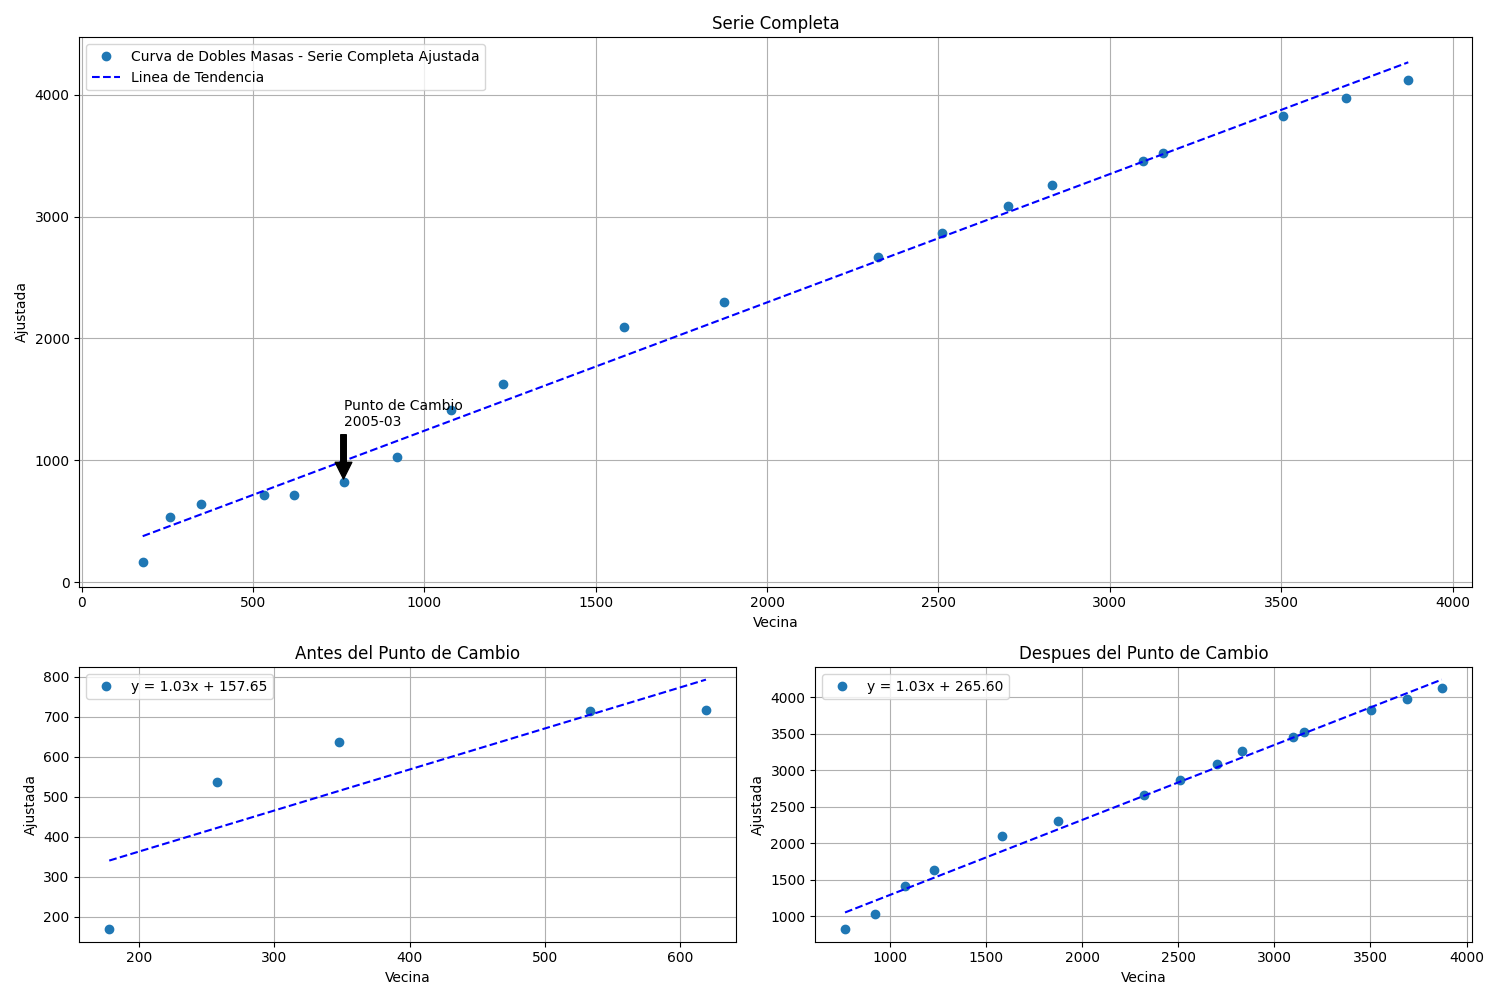 Serie Completa
Curva de Dobles Masas - Serie Completa Ajustada
Linea de Tendencia
4000
3000
2000
1000
0
Ajustada
Punto de Cambio
2005-03
0 500 1000 1500 2000 2500 3000 3500 4000
Vecina
Antes del Punto de Cambio
y = 1.03x + 157.65
800
700
600
500
400
300
200
Ajustada
200 300 400 500 600
Vecina
Despues del Punto de Cambio
y = 1.03x + 265.60
4000
3500
3000
2500
2000
1500
1000
Ajustada
1000 1500 2000 2500 3000 3500 4000
Vecina